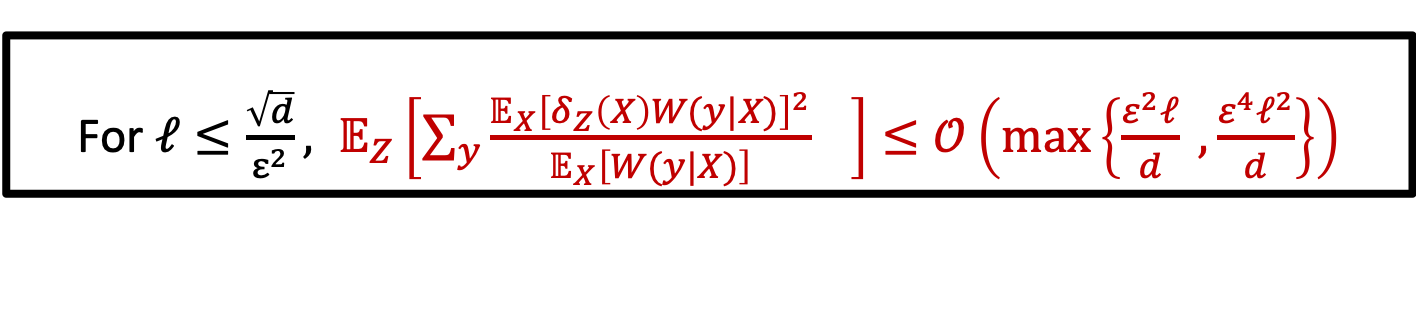 For ℓ ≤ √d/ε², 𝔼_Z [∑_y 𝔼_X[δ_Z(X)W(y|X)]²/𝔼_X[W(y|X)] ] ≤ 𝒪(max{ε²ℓ/d , ε⁴ℓ²/d})